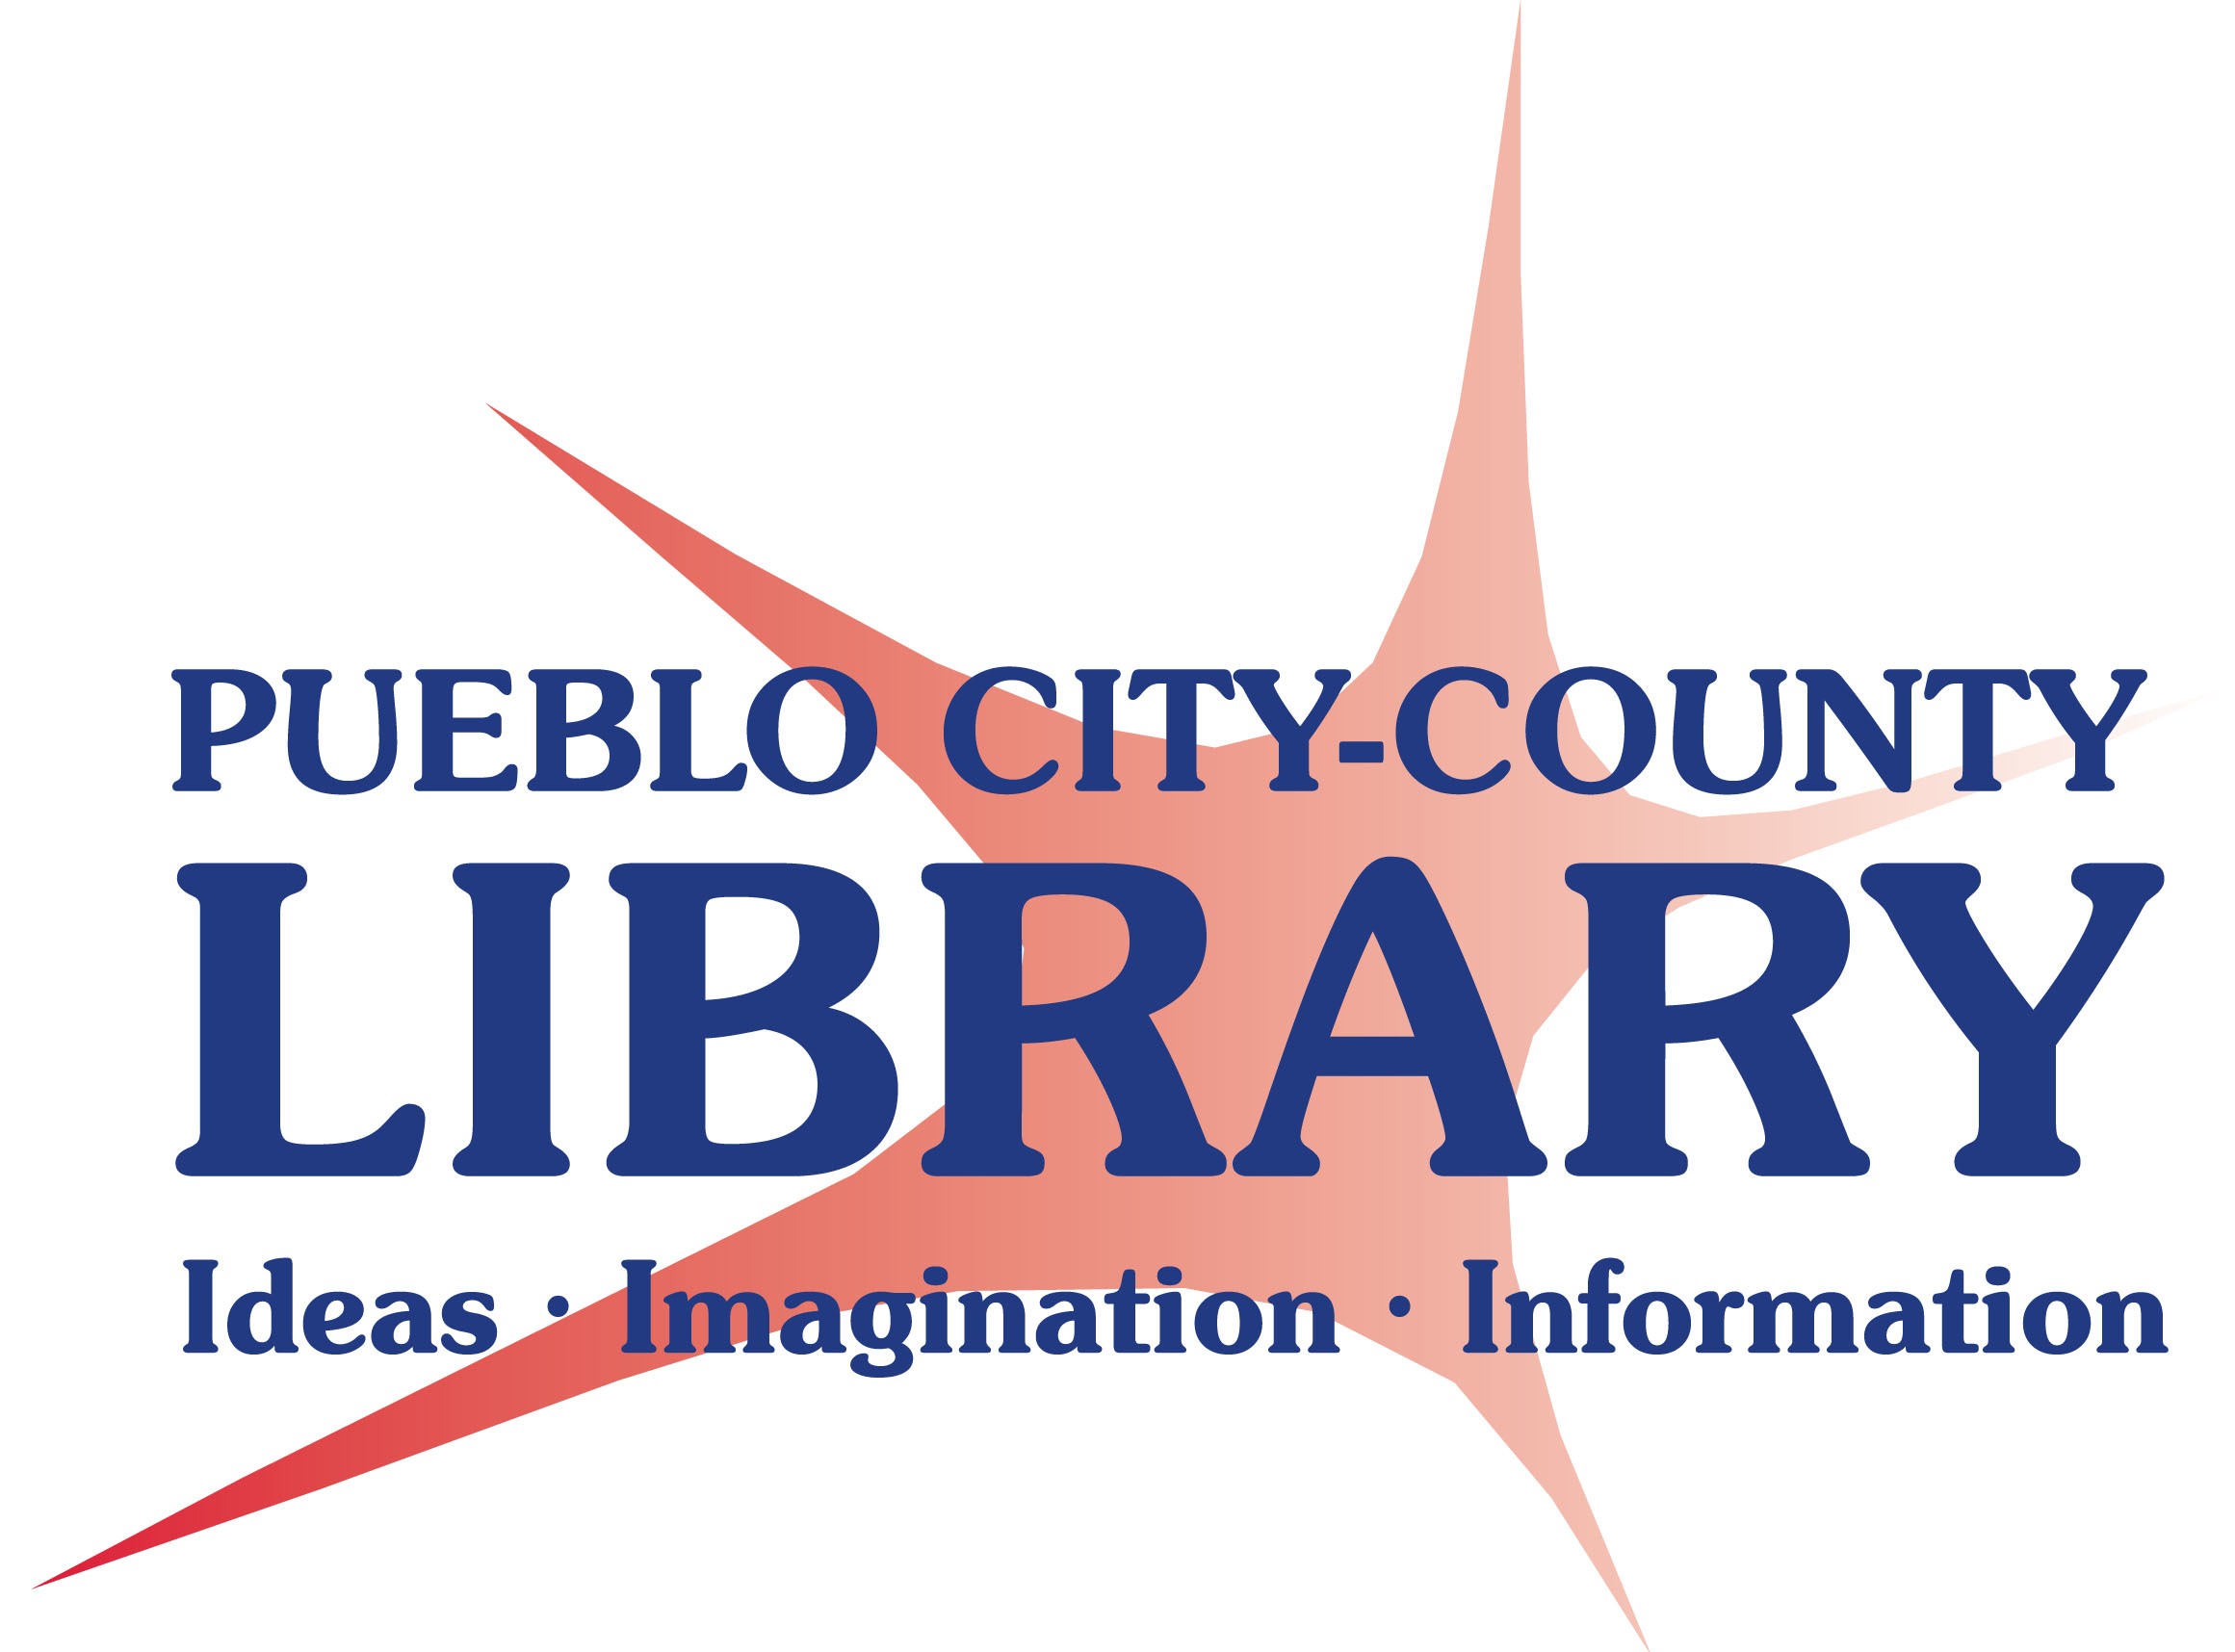 PUEBLO CITY-COUNTY
LIBRARY
Ideas · Imagination · Information